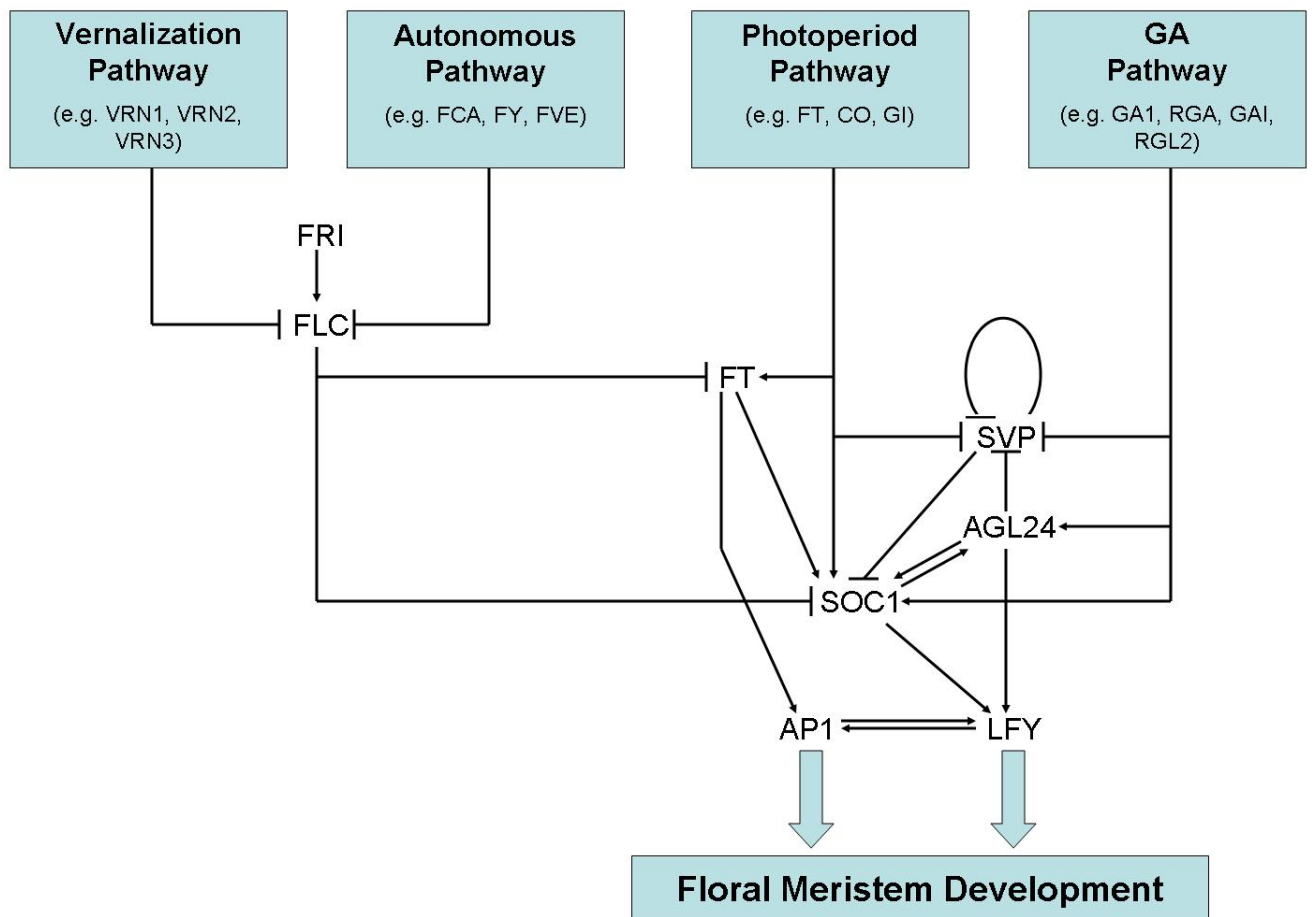 Vernalization
Pathway
(e.g. VRN1, VRN2,
VRN3)
Autonomous
Pathway
(e.g. FCA, FY, FVE)
Photoperiod
Pathway
(e.g. FT, CO, GI)
GA
Pathway
(e.g. GA1, RGA, GAI,
RGL2)
FRI
FLC
FT
SVP
AGL24
SOC1
AP1
LFY
Floral Meristem Development